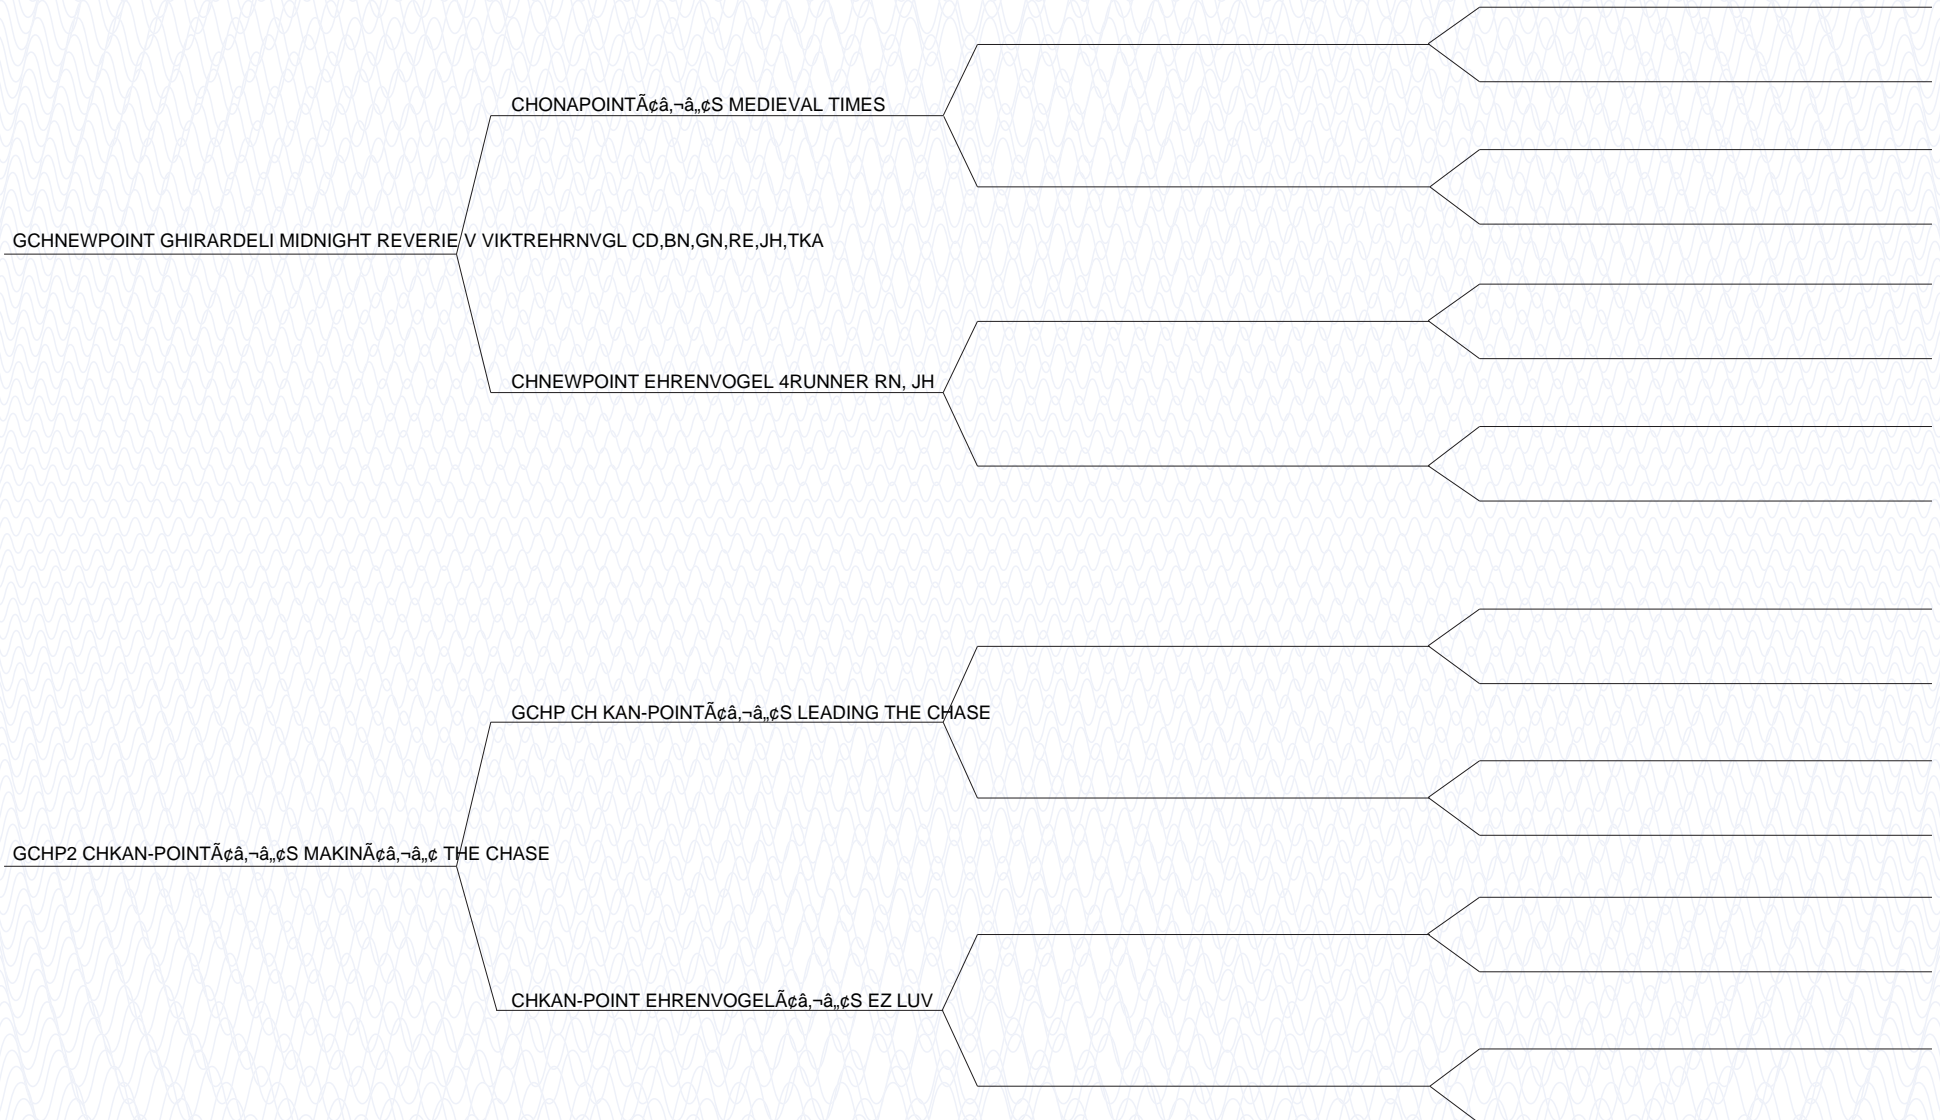 CHONAPOINTÃ¢â‚¬â„¢S MEDIEVAL TIMES
GCHNEWPOINT GHIRARDELI MIDNIGHT REVERIE V VIKTREHRNVGL CD,BN,GN,RE,JH,TKA
CHNEWPOINT EHRENVOGEL 4RUNNER RN, JH
GCHP CH KAN-POINTÃ¢â‚¬â„¢S LEADING THE CHASE
GCHP2 CHKAN-POINTÃ¢â‚¬â„¢S MAKINÃ¢â‚¬â„¢ THE CHASE
CHKAN-POINT EHRENVOGELÃ¢â‚¬â„¢S EZ LUV